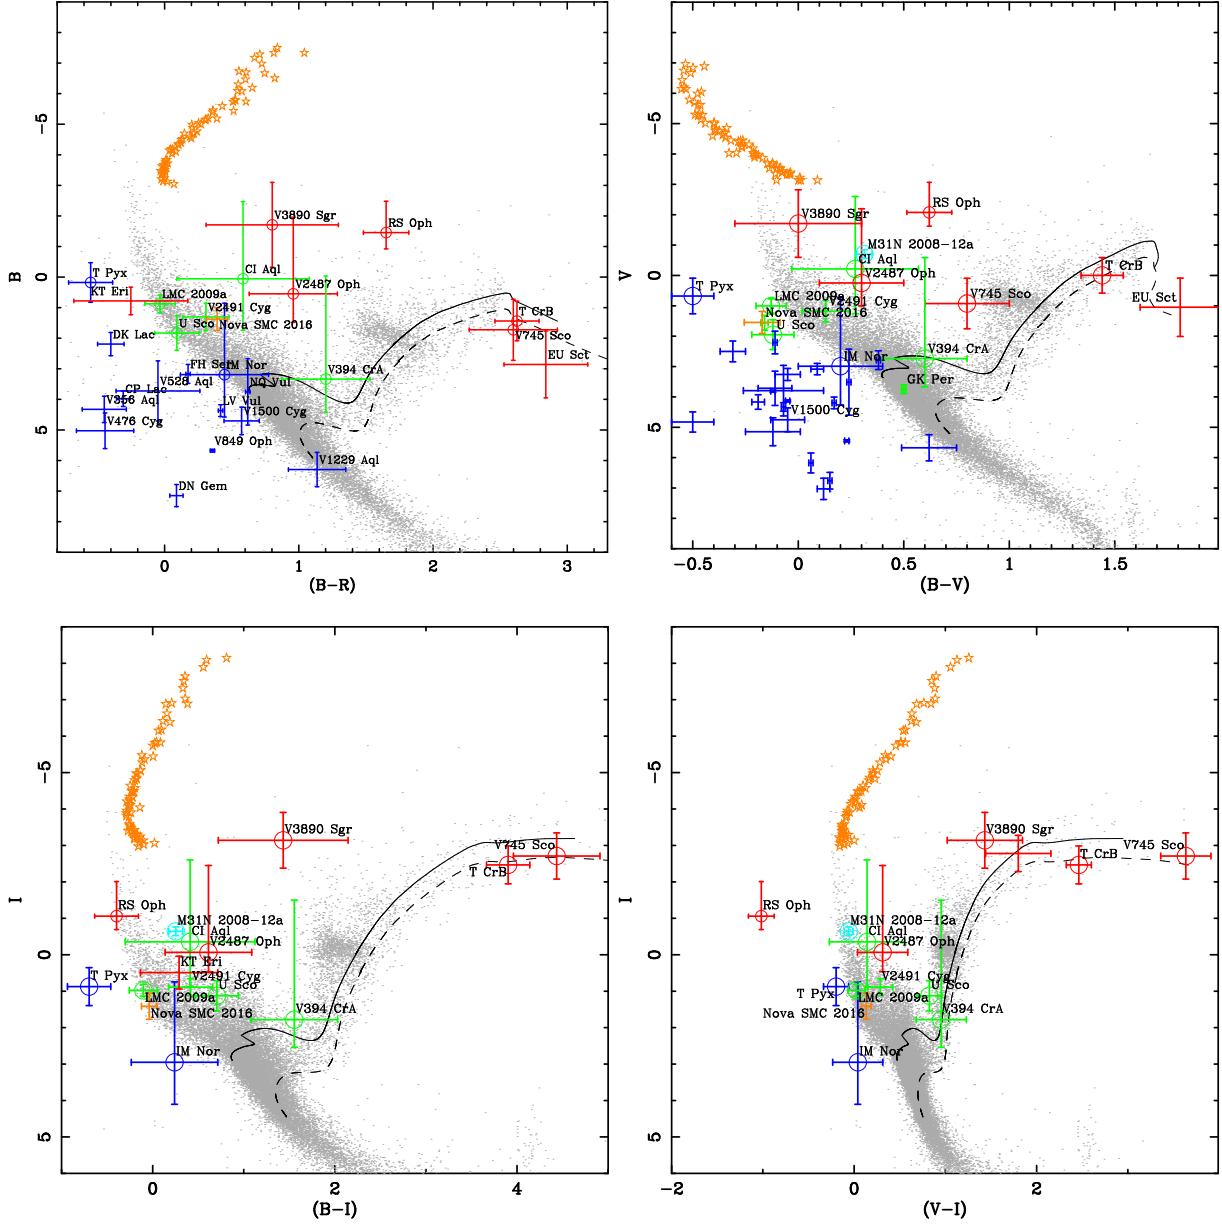 B
-5
0
5
V3890 Sgr
RS Oph
T Pyx
CI Aql
KT Eri
LMC 2009a
V2487 Oph
V2491 Cyg
U Sco
Nova SMC 2016
T CrB
V745 Sco
DK Lac
EU Sct
FH Ser
IM Nor
V394 CrA
V528 Aql
NQ Vul
CP Lac
V356 Aql
LV Vul
V1500 Cyg
V476 Cyg
V849 Oph
V1229 Aql
DN Gem
0 1 2 3
(B-R)
V
-5
0
5
RS Oph
V3890 Sgr
M31N 2008-12a
CI Aql
T CrB
V2487 Oph
T Pyx
LMC 2009a
V2491 Cyg
EU Sct
V745 Sco
Nova SMC 2016
U Sco
V394 CrA
IM Nor
GK Per
V1500 Cyg
-0.5 0 0.5 1 1.5
(B-V)
I
-5
0
5
V3890 Sgr
V745 Sco
T CrB
RS Oph
M31N 2008-12a
CI Aql
V2487 Oph
KT Eri
T Pyx
V2491 Cyg
U Sco
LMC 2009a
V394 CrA
Nova SMC 2016
IM Nor
0 2 4
(B-I)
I
-5
0
5
V3890 Sgr
V745 Sco
T CrB
RS Oph
M31N 2008-12a
CI Aql
V2487 Oph
V2491 Cyg
U Sco
T Pyx
LMC 2009a
V394 CrA
Nova SMC 2016
IM Nor
-2 0 2
(V-I)